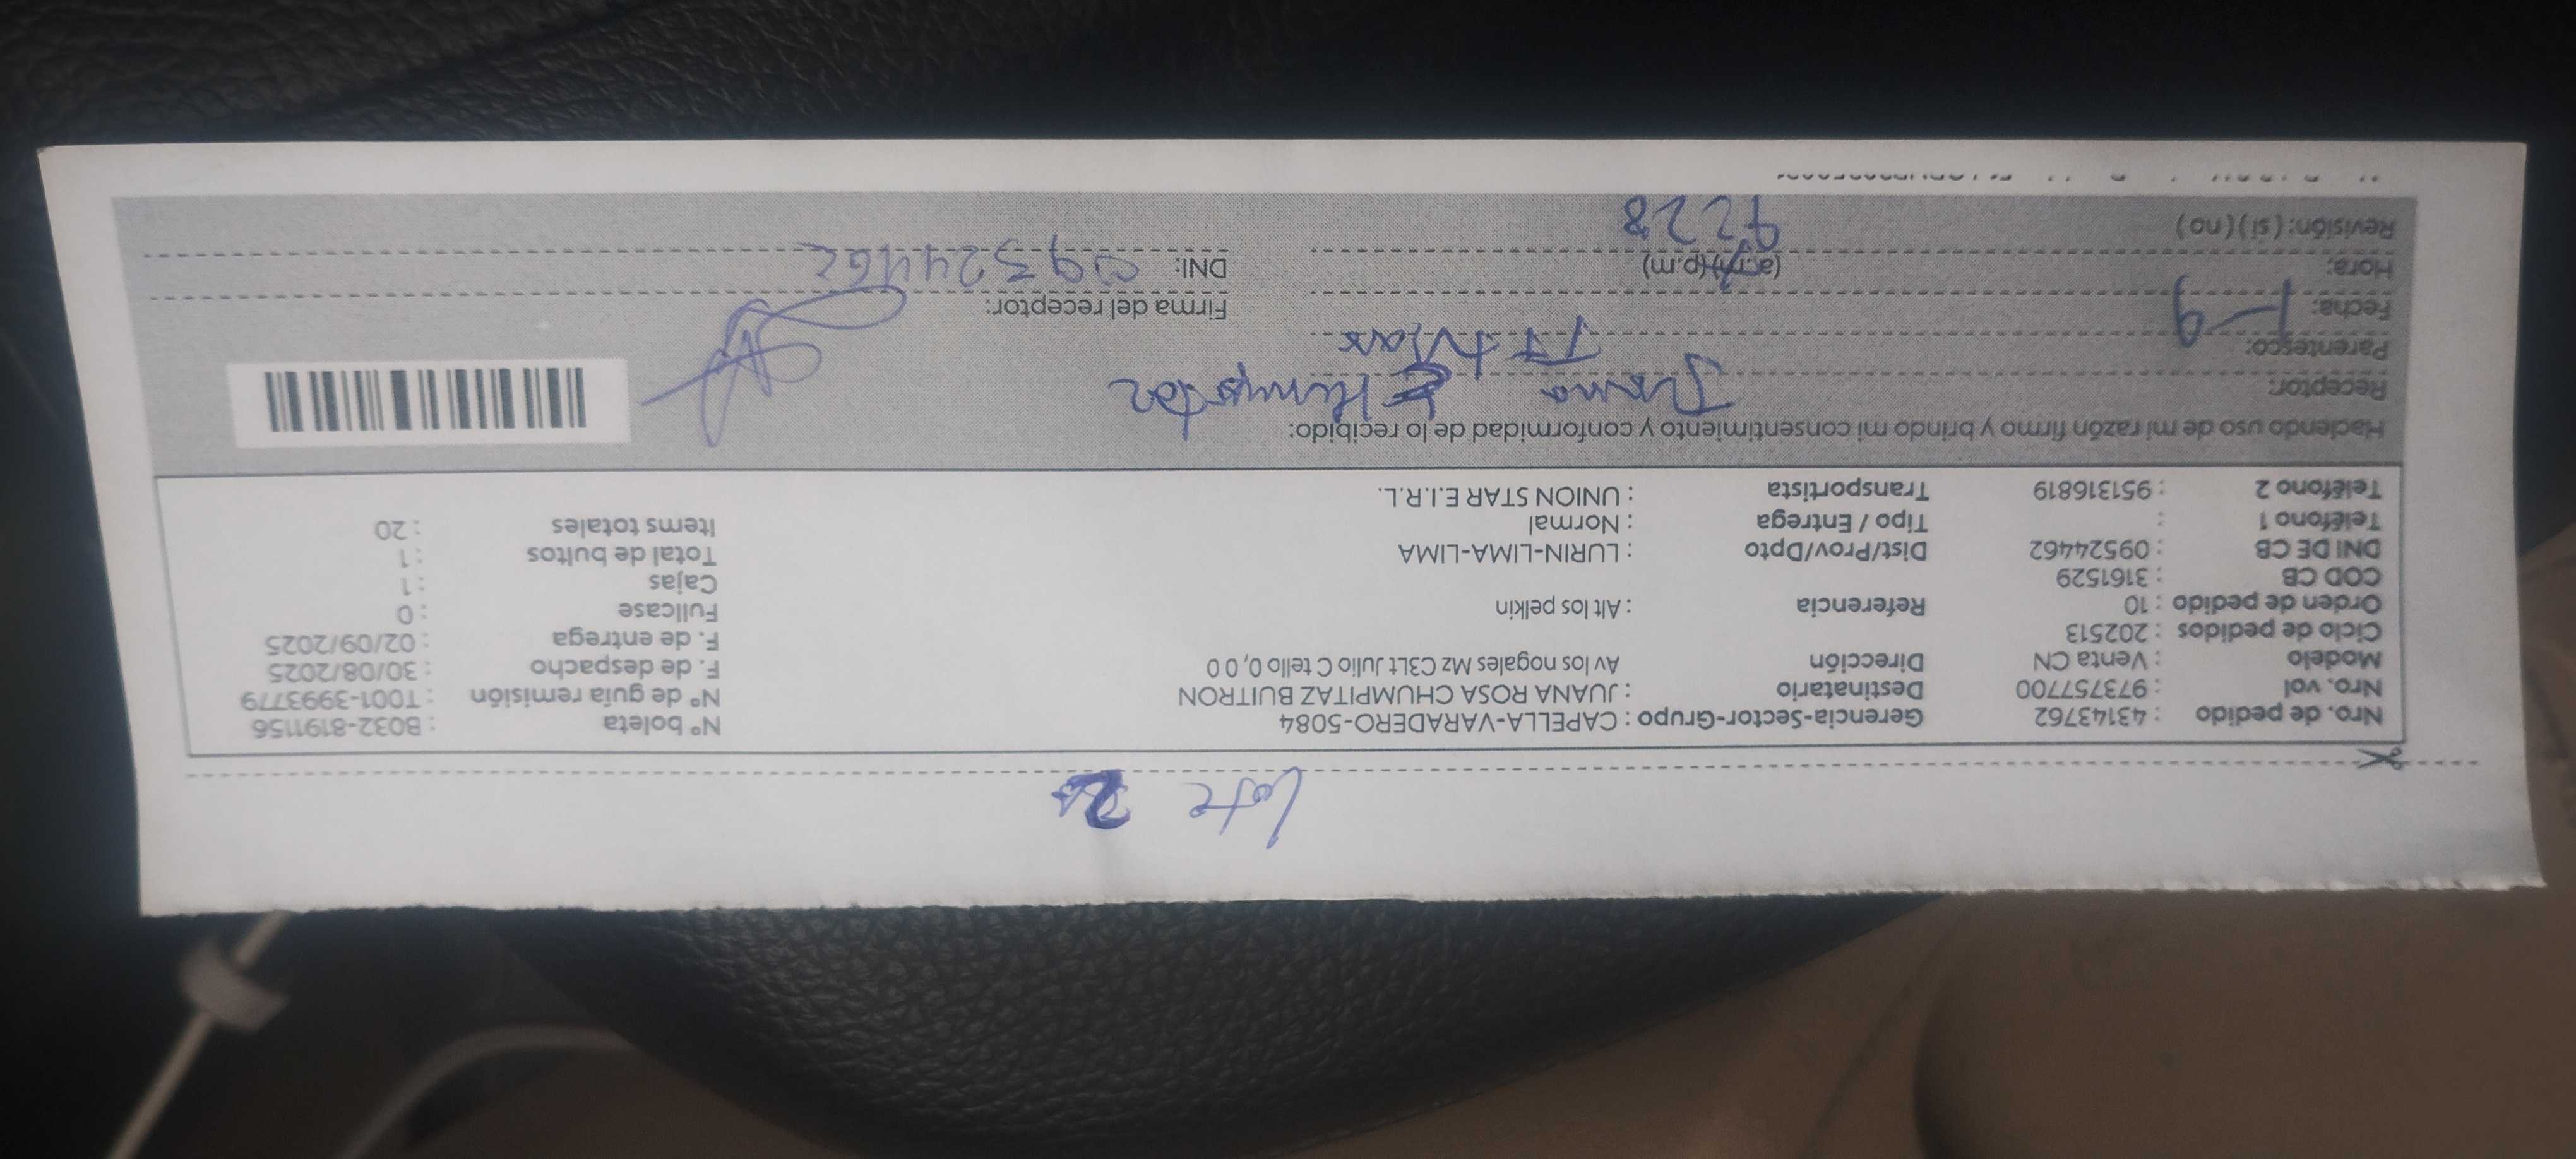 Lote 2
Nro. de pedido : 43143762 Gerencia-Sector-Grupo : CAPELLA-VARADERO-5084 N° boleta : B032-8191156
Nro. vol : 973757700 Destinatario : JUANA ROSA CHUMPITAZ BUITRON N° de guía remisión : T001-3993779
Modelo : Venta CN Dirección Av los nogales Mz C3Lt Julio C tello 0, 0 0 F. de despacho : 30/08/2025
Ciclo de pedidos : 202513 F. de entrega : 02/09/2025
Orden de pedido : 10 Referencia : Alt los pelkin Fullcase : 0
COD CB : 3161529 Cajas : 1
DNI DE CB : 09524462 Dist/Prov/Dpto : LURIN-LIMA-LIMA Total de bultos : 1
Teléfono 1 : Tipo / Entrega : Normal Items totales : 20
Teléfono 2 : 951316819 Transportista : UNION STAR E.I.R.L.
Haciendo uso de mi razón firmo y brindo mi consentimiento y conformidad de lo recibido:
Receptor: Juana Chumpitaz
Parentesco: Titular
Fecha: 1-9 Firma del receptor:
Hora: (a.m)(p.m) DNI: 09524462
Revisión: ( si ) ( no ) 9:28